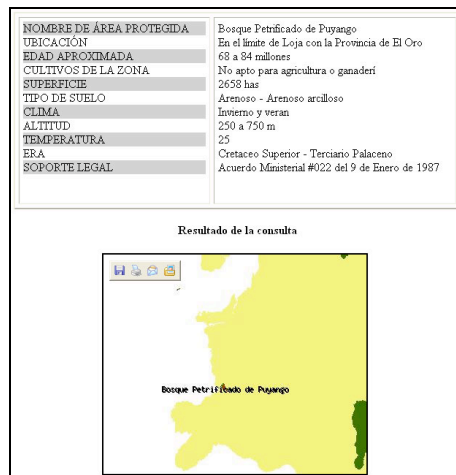 NOMBRE DE ÁREA PROTEGIDA Bosque Petrificado de Puyango
UBICACIÓN En el límite de Loja con la Provincia de El Oro
EDAD APROXIMADA 68 a 84 millones
CULTIVOS DE LA ZONA No apto para agricultura o ganaderí
SUPERFICIE 2658 has
TIPO DE SUELO Arenoso - Arenoso arcilloso
CLIMA Invierno y veran
ALTITUD 250 a 750 m
TEMPERATURA 25
ERA Cretaceo Superior - Terciario Palaceno
SOPORTE LEGAL Acuerdo Ministerial #022 del 9 de Enero de 1987
Resultado de la consulta
Bosque Petrificado de Puyango